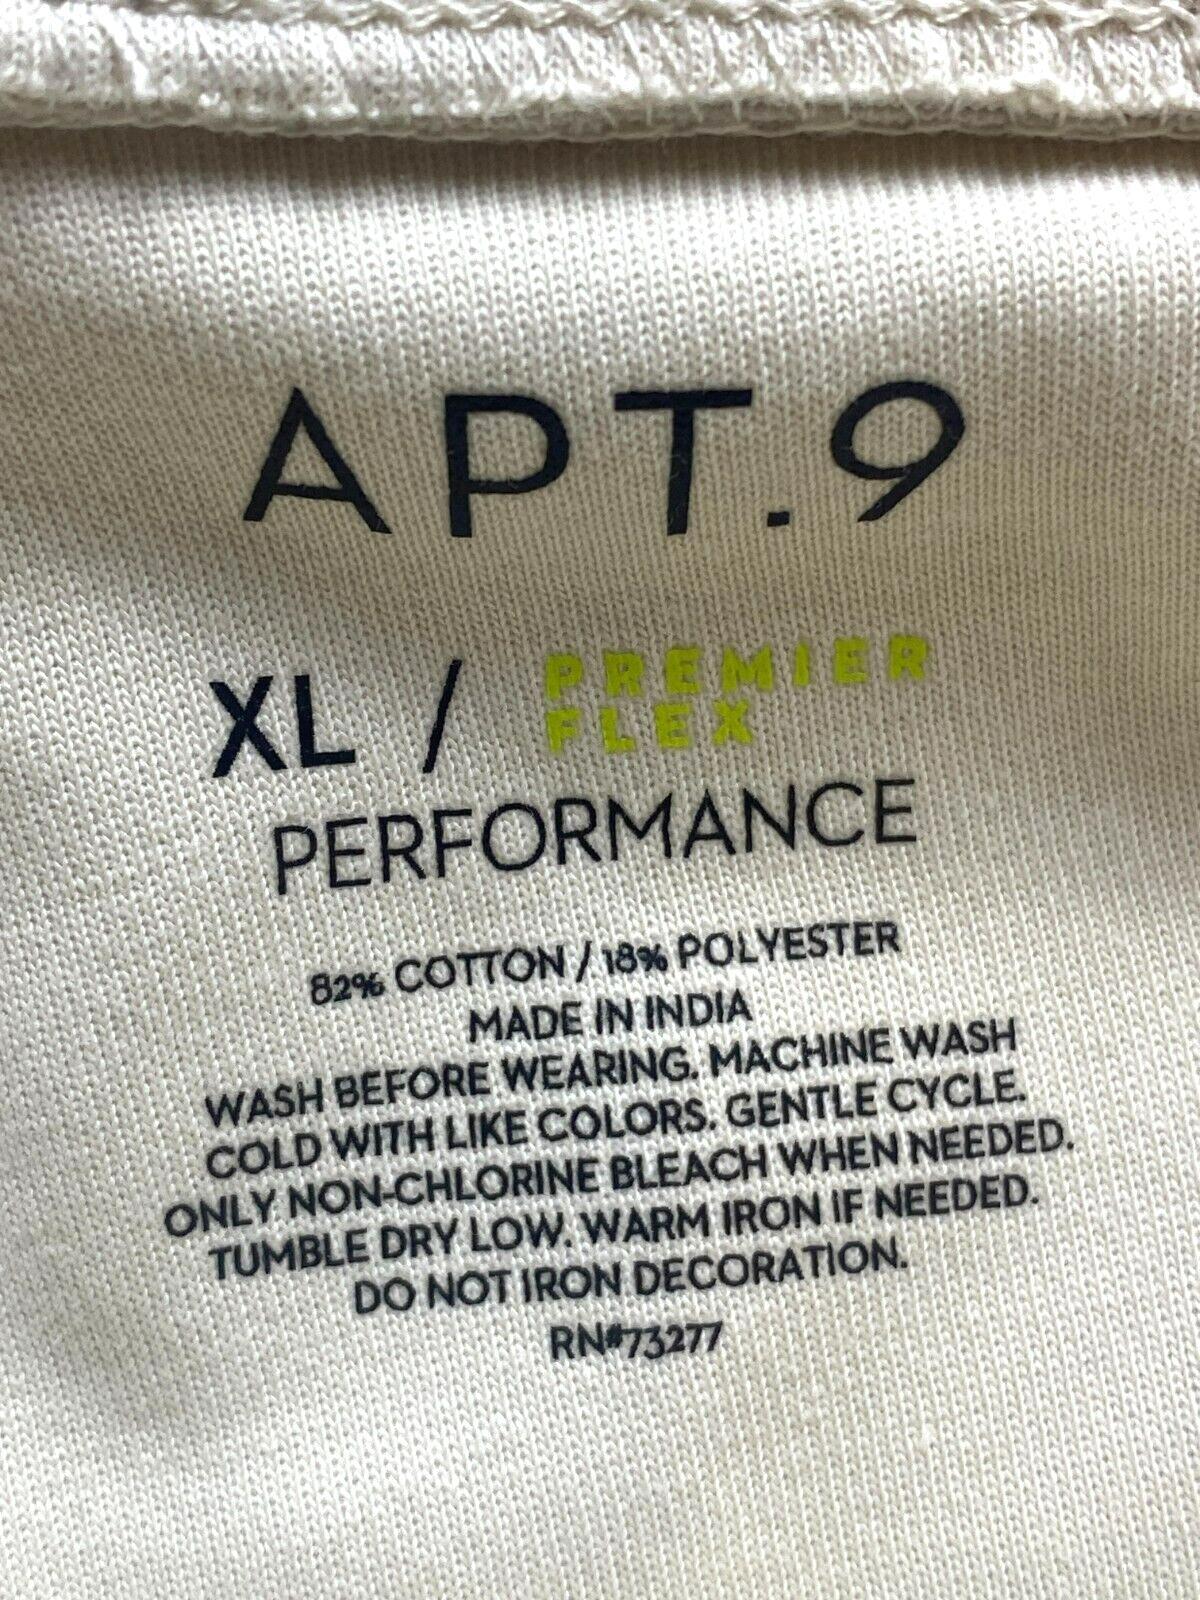 APT.9
XL / PREMIER
FLEX
PERFORMANCE
82% COTTON / 18% POLYESTER
MADE IN INDIA
WASH BEFORE WEARING. MACHINE WASH
COLD WITH LIKE COLORS. GENTLE CYCLE.
ONLY NON-CHLORINE BLEACH WHEN NEEDED.
TUMBLE DRY LOW. WARM IRON IF NEEDED.
DO NOT IRON DECORATION.
RN#73277